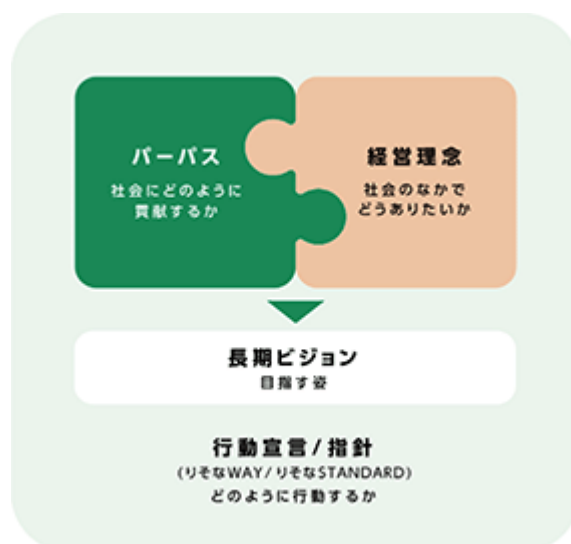 パーパス
社会にどのように
貢献するか
経営理念
社会のなかで
どうありたいか
長期ビジョン
目指す姿
行動宣言/指針
(りそなWAY/りそなSTANDARD)
どのように行動するか